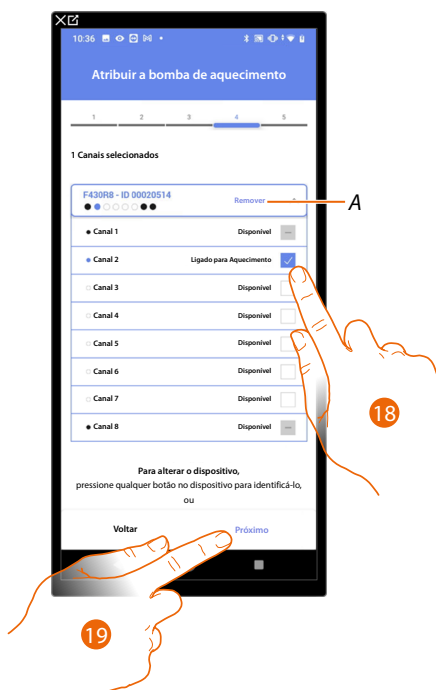 10:36
Atribuir a bomba de aquecimento
1 2 3 4 5
1 Canais selecionados
F430R8 - ID 00020514
Remover
A
Canal 1 Disponível
Canal 2 Ligado para Aquecimento
Canal 3 Disponível
Canal 4 Disponível
Canal 5 Disponível
Canal 6 Disponível
Canal 7 Disponível
Canal 8 Disponível
18
Para alterar o dispositivo,
pressione qualquer botão no dispositivo para identificá-lo,
ou
Voltar Próximo
19